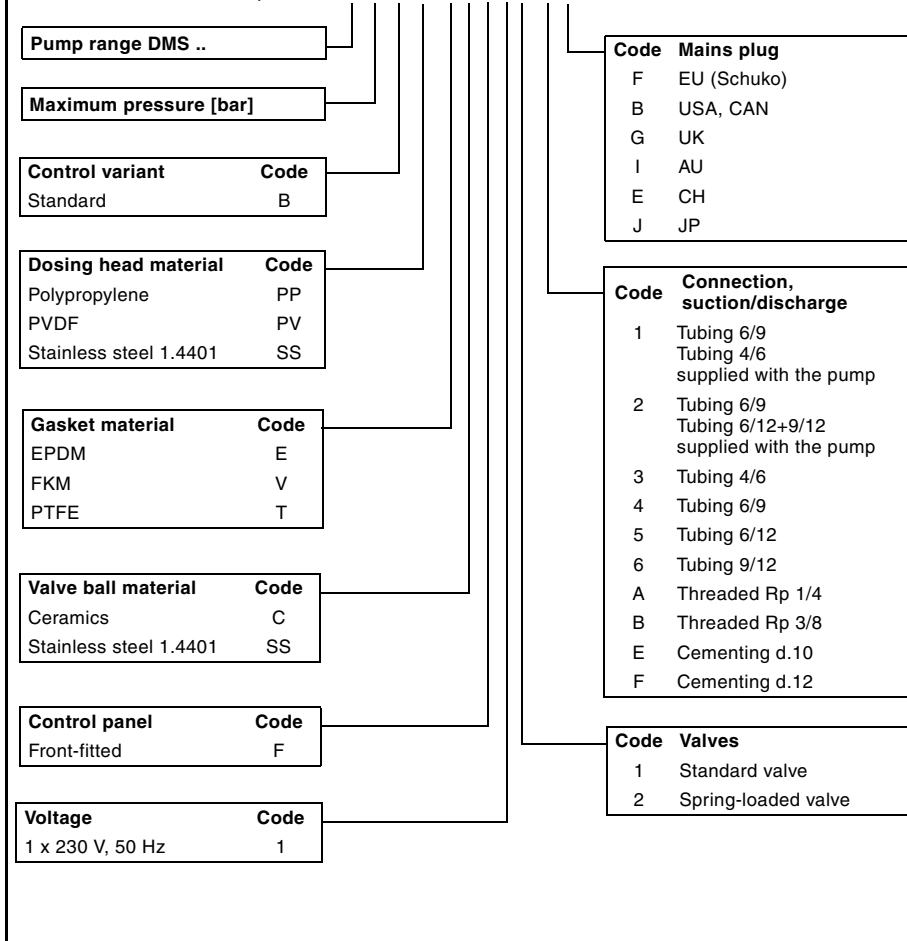 Pump range DMS ..
Maximum pressure [bar]
Control variant Code
Standard B
Dosing head material Code
Polypropylene PP
PVDF PV
Stainless steel 1.4401 SS
Gasket material Code
EPDM E
FKM V
PTFE T
Valve ball material Code
Ceramics C
Stainless steel 1.4401 SS
Control panel Code
Front-fitted F
Voltage Code
1 x 230 V, 50 Hz 1
Code Mains plug
F EU (Schuko)
B USA, CAN
G UK
I AU
E CH
J JP
Code Connection,
suction/discharge
1 Tubing 6/9
Tubing 4/6
supplied with the pump
2 Tubing 6/9
Tubing 6/12+9/12
supplied with the pump
3 Tubing 4/6
4 Tubing 6/9
5 Tubing 6/12
6 Tubing 9/12
A Threaded Rp 1/4
B Threaded Rp 3/8
E Cementing d.10
F Cementing d.12
Code Valves
1 Standard valve
2 Spring-loaded valve